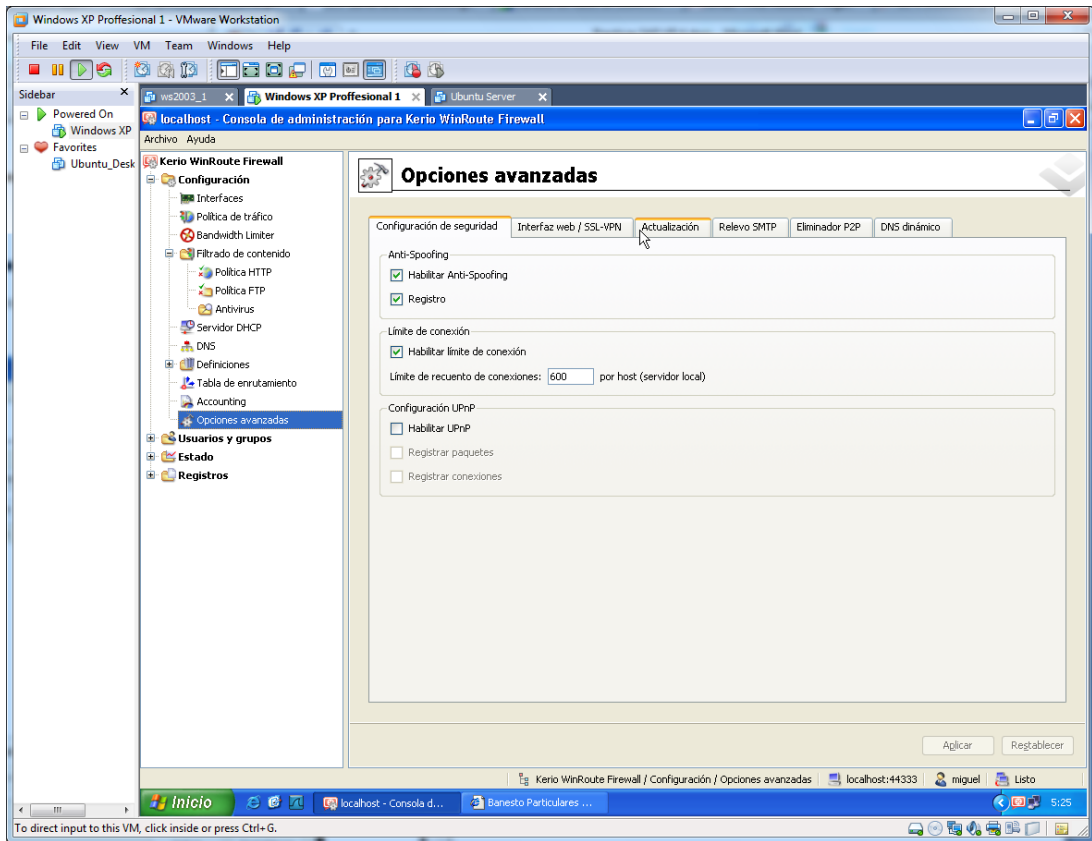 Windows XP Proffesional 1 - VMware Workstation
File Edit View VM Team Windows Help
Sidebar
ws2003_1
Windows XP Proffesional 1
Ubuntu Server
Powered On
Windows XP
Favorites
Ubuntu_Desk
localhost - Consola de administración para Kerio WinRoute Firewall
Archivo Ayuda
Kerio WinRoute Firewall
Configuración
Interfaces
Política de tráfico
Bandwidth Limiter
Filtrado de contenido
Política HTTP
Política FTP
Antivirus
Servidor DHCP
DNS
Definiciones
Tabla de enrutamiento
Accounting
Opciones avanzadas
Usuarios y grupos
Estado
Registros
Opciones avanzadas
Configuración de seguridad
Interfaz web / SSL-VPN
Actualización
Relevo SMTP
Eliminador P2P
DNS dinámico
Anti-Spoofing
Habilitar Anti-Spoofing
Registro
Límite de conexión
Habilitar límite de conexión
Límite de recuento de conexiones: 600 por host (servidor local)
Configuración UPnP
Habilitar UPnP
Registrar paquetes
Registrar conexiones
Aplicar
Restablecer
Kerio WinRoute Firewall / Configuración / Opciones avanzadas
localhost:44333
miguel
Listo
Inicio
localhost - Consola d...
Banesto Particulares ...
5:25
To direct input to this VM, click inside or press Ctrl+G.